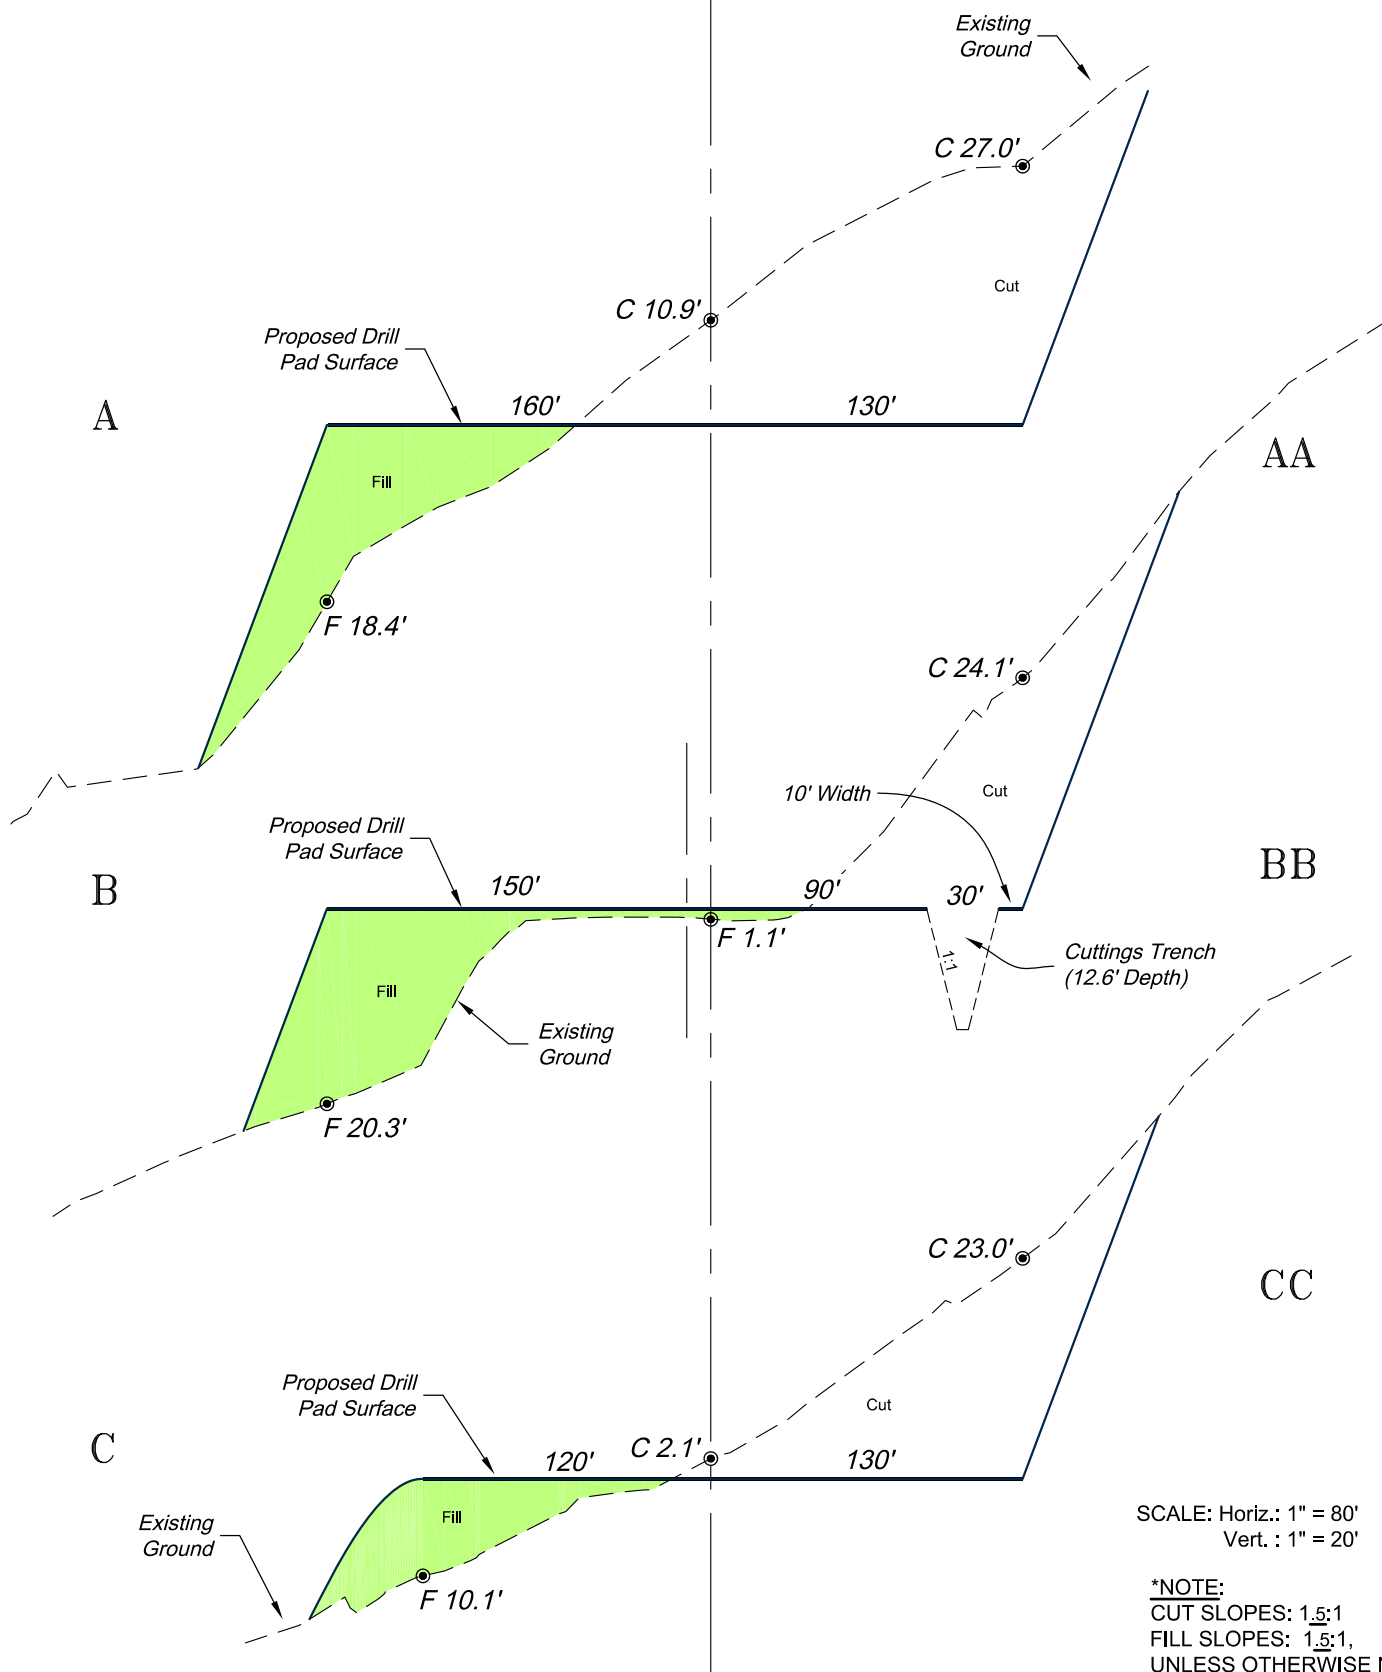 Existing
Ground
C 27.0'
Cut
C 10.9'
Proposed Drill
Pad Surface
160'
130'
A
AA
Fill
F 18.4'
C 24.1'
Cut
10' Width
Proposed Drill
Pad Surface
150'
90'
30'
B
BB
F 1.1'
1:1
Cuttings Trench
(12.6' Depth)
Fill
Existing
Ground
F 20.3'
C 23.0'
CC
Cut
Proposed Drill
Pad Surface
C 2.1'
120'
130'
C
Fill
Existing
Ground
F 10.1'
SCALE: Horiz.: 1" = 80'
Vert. : 1" = 20'
*NOTE:
CUT SLOPES: 1.5:1
FILL SLOPES: 1.5:1,
UNLESS OTHERWISE